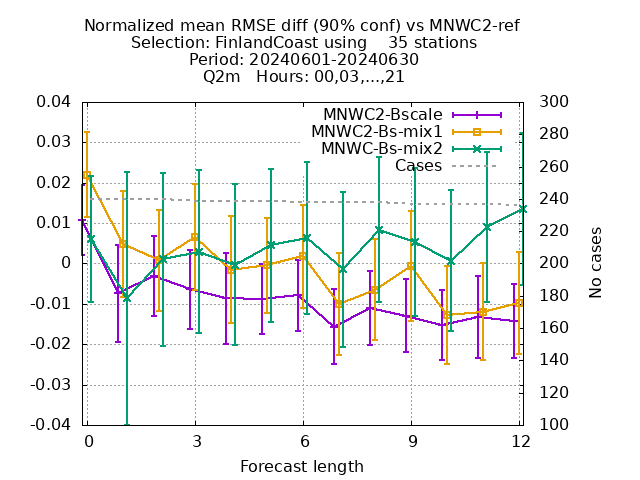 Normalized mean RMSE diff (90% conf) vs MNWC2-ref
Selection: FinlandCoast using    35 stations
Period: 20240601-20240630
Q2m   Hours: 00,03,...,21
0.04
0.03
0.02
0.01
0
-0.01
-0.02
-0.03
-0.04
MNWC2-Bscale
MNWC2-Bs-mix1
MNWC-Bs-mix2
Cases
300
280
260
240
220
200
180
160
140
120
100
No cases
0 3 6 9 12
Forecast length